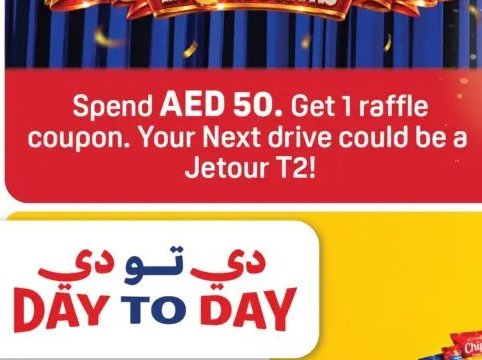 Spend AED 50. Get 1 raffle
coupon. Your Next drive could be a
Jetour T2!
دي تو دي
DAY TO DAY
Chip